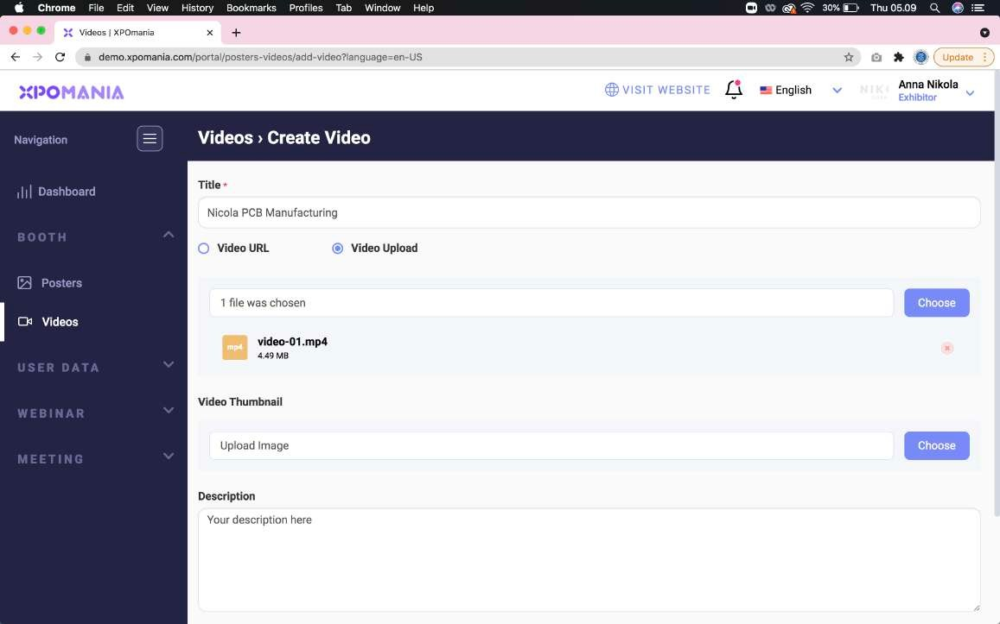 Chrome File Edit View History Bookmarks Profiles Tab Window Help 30% Thu 05.09
Videos | XPOmania
demo.xpomania.com/portal/posters-videos/add-video?language=en-US Update
XPOMANIA VISIT WEBSITE English Anna Nikola
Exhibitor
Navigation
Videos › Create Video
Dashboard
BOOTH
Posters
Videos
USER DATA
WEBINAR
MEETING
Title *
Nicola PCB Manufacturing
Video URL Video Upload
1 file was chosen Choose
mp4 video-01.mp4
4.49 MB
Video Thumbnail
Upload Image Choose
Description
Your description here